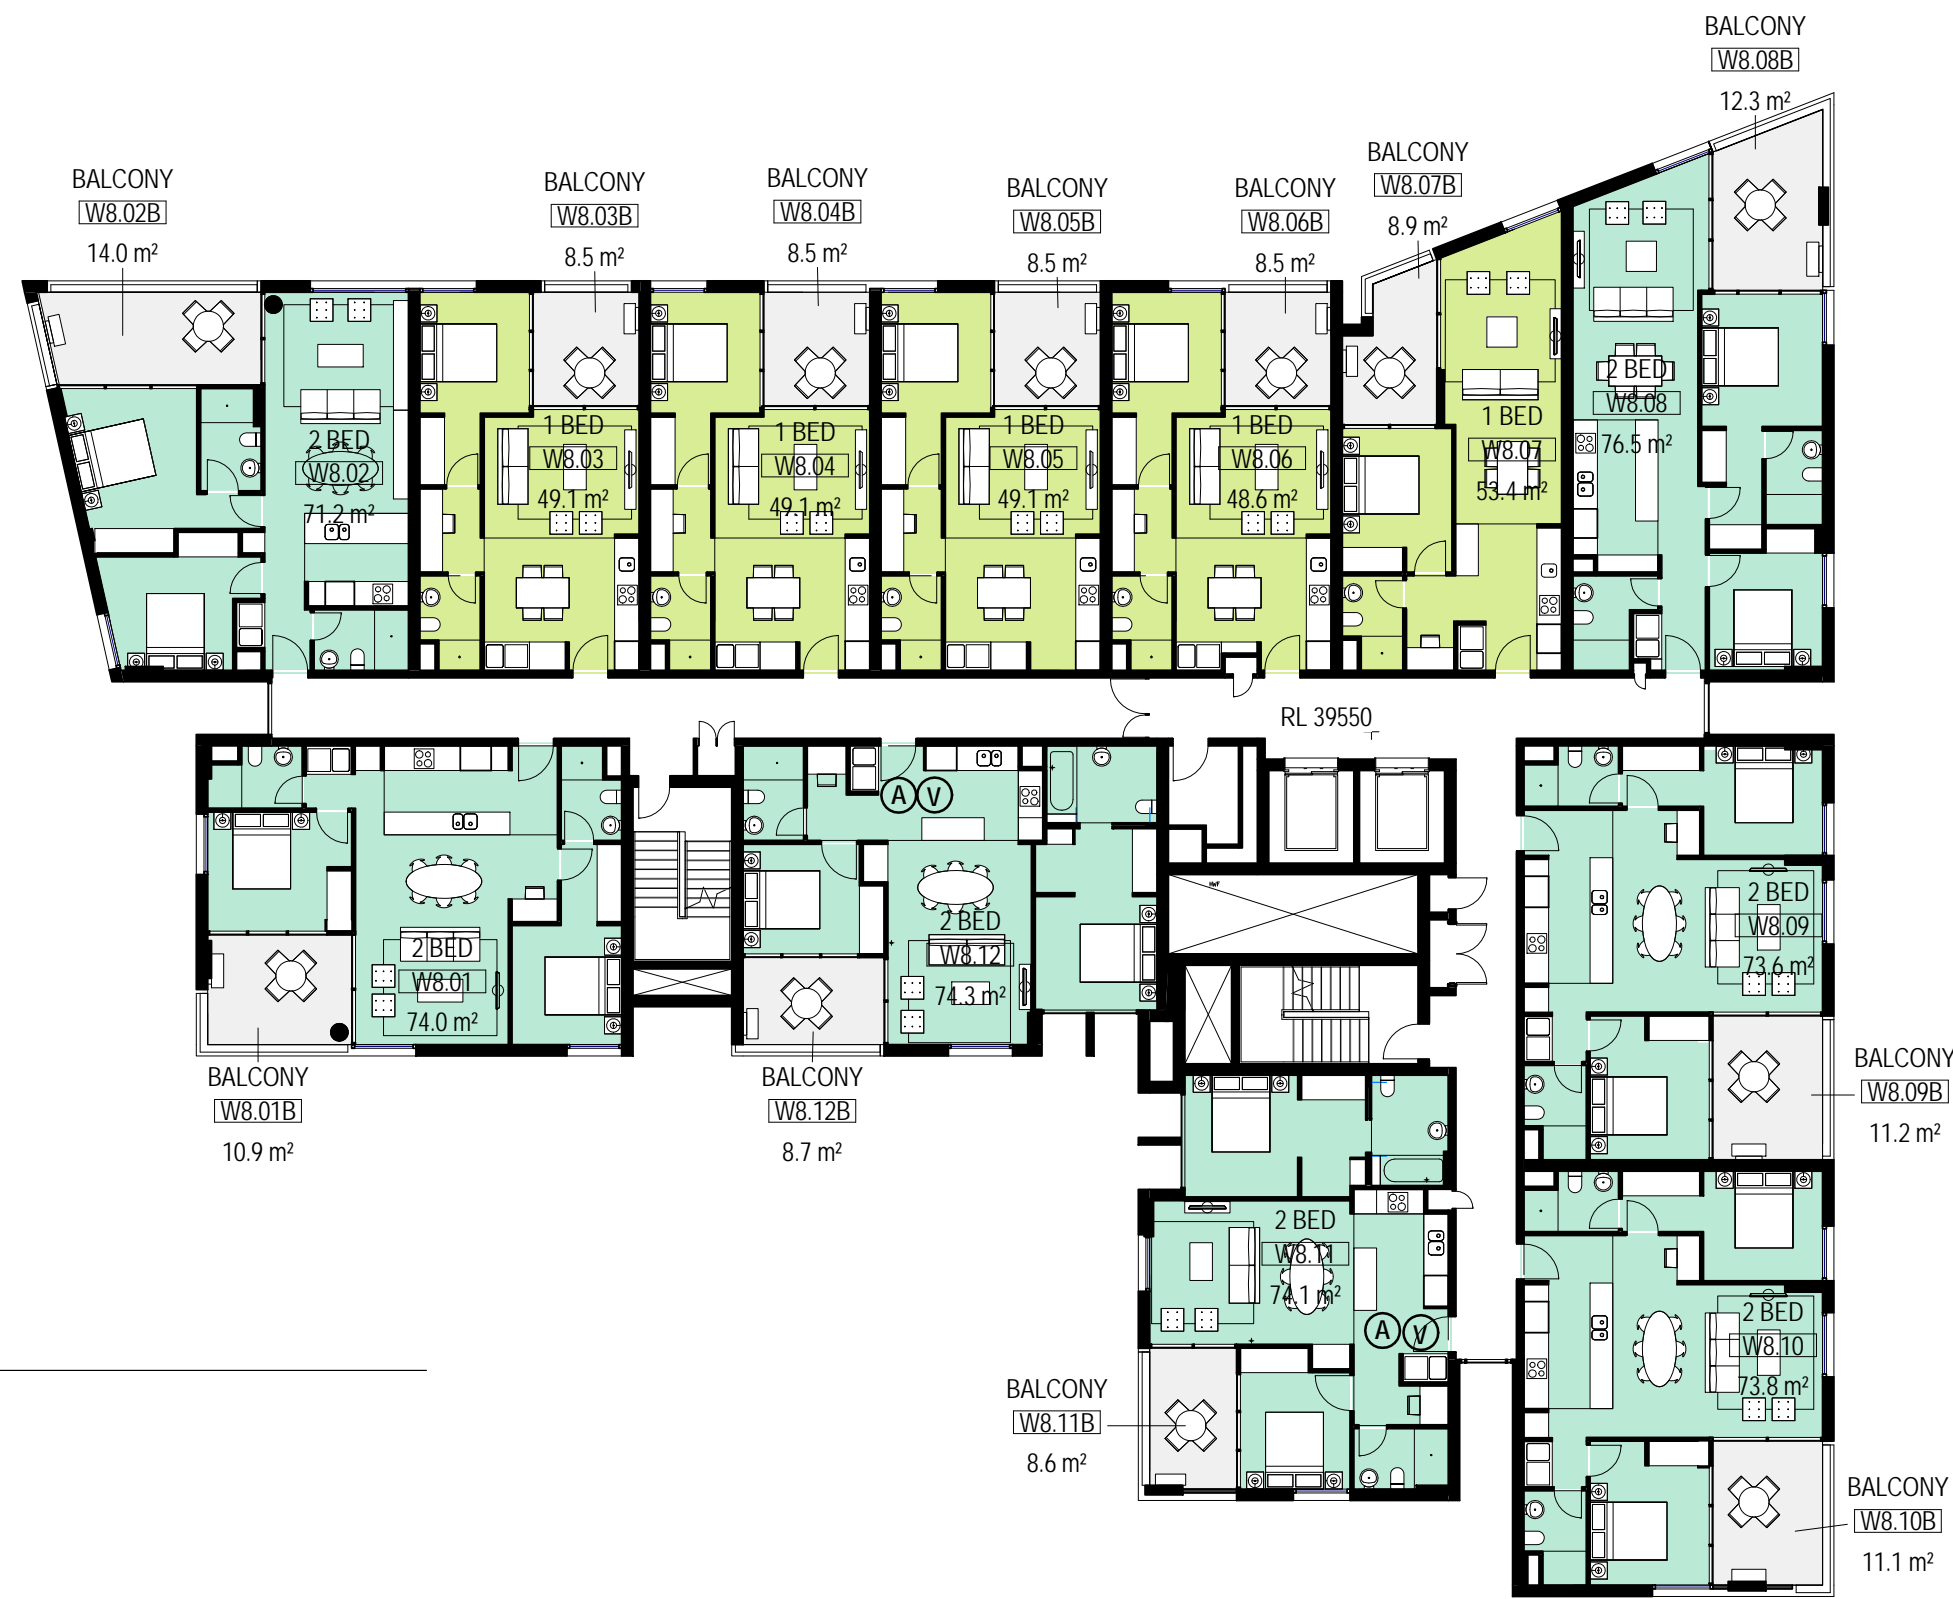 BALCONY
W8.08B
12.3 m²
BALCONY
W8.07B
8.9 m²
BALCONY
W8.02B
14.0 m²
BALCONY
W8.03B
8.5 m²
BALCONY
W8.04B
8.5 m²
BALCONY
W8.05B
8.5 m²
BALCONY
W8.06B
8.5 m²
2 BED
W8.02
71.2 m²
1 BED
W8.03
49.1 m²
1 BED
W8.04
49.1 m²
1 BED
W8.05
49.1 m²
1 BED
W8.06
48.6 m²
1 BED
W8.07
53.4 m²
2 BED
W8.08
76.5 m²
RL 39550
A V
HWF
2 BED
W8.01
74.0 m²
2 BED
W8.12
74.3 m²
2 BED
W8.09
73.6 m²
BALCONY
W8.01B
10.9 m²
BALCONY
W8.12B
8.7 m²
BALCONY
W8.09B
11.2 m²
2 BED
W8.11
74.1 m²
A V
2 BED
W8.10
73.8 m²
BALCONY
W8.11B
8.6 m²
BALCONY
W8.10B
11.1 m²